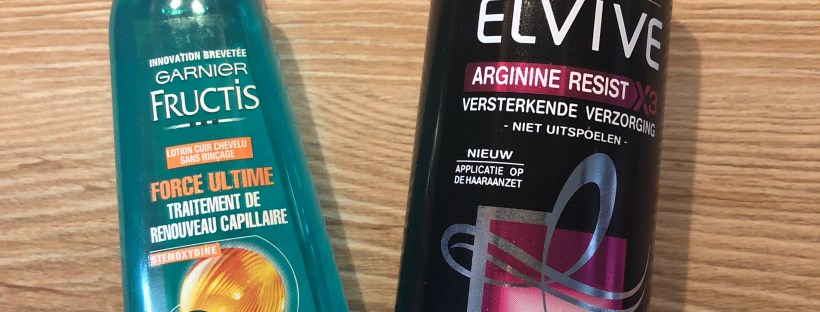 INNOVATION BREVETÉE
GARNIER
FRUCTIS
LOTION CUIR CHEVELU
SANS RINÇAGE
FORCE ULTIME
TRAITEMENT DE
RENOUVEAU CAPILLAIRE
STEMOXYDINE
ELVIVE
ARGININE RESIST X3
VERSTERKENDE VERZORGING
- NIET UITSPOELEN -
NIEUW
APPLICATIE OP
DE HAARAANZET